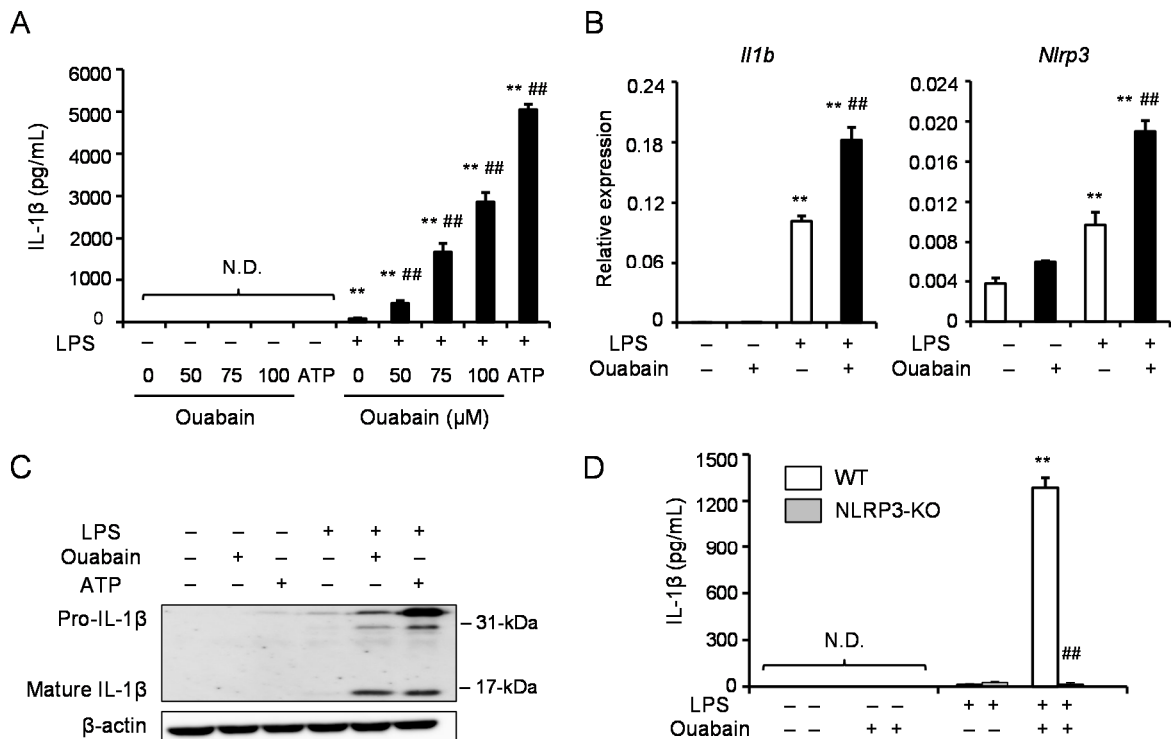 A
IL-1β (pg/mL)
6000
5000
4000
3000
2000
1000
0
N.D.
** ** ## ** ## ** ## ** ##
LPS – – – – – + + + + +
0 50 75 100 ATP 0 50 75 100 ATP
Ouabain Ouabain (µM)
B
Il1b
Relative expression
0.24
0.18
0.12
0.06
0
** ** ##
LPS – – + +
Ouabain – + – +
Nlrp3
0.024
0.020
0.016
0.012
0.008
0.004
0
** ** ##
LPS – – + +
Ouabain – + – +
C
LPS – – – + + +
Ouabain – + – – + –
ATP – – + – – +
Pro-IL-1β
– 31-kDa
Mature IL-1β
– 17-kDa
β-actin
D
IL-1β (pg/mL)
1500
1200
900
600
300
0
WT
NLRP3-KO
N.D.
**
##
LPS – – – – + + + +
Ouabain – – + + – – + +